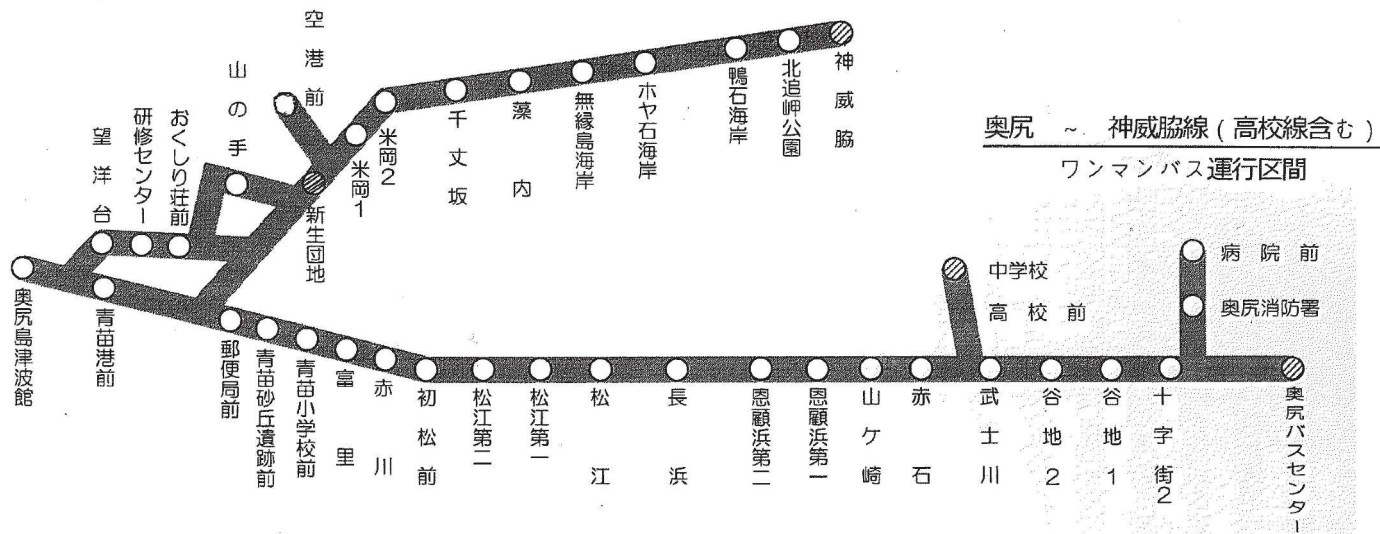 奥尻 ~ 神威脇線(高校線含む)
ワンマンバス運行区間
空港前
山の手
おくしり荘前
研修センター
望洋台
奥尻島津波館
青苗港前
新生団地
米岡1
米岡2
千丈坂
藻内
無縁島海岸
ホヤ石海岸
鴨石海岸
北追岬公園
神威脇
郵便局前
青苗砂丘遺跡前
青苗小学校前
富里
赤川
初松前
松江第二
松江第一
松江
長浜
恩顧浜第二
恩顧浜第一
山ケ崎
赤石
中学校
高校前
武士川
谷地2
谷地1
十字街2
病院前
奥尻消防署
奥尻バスセンター